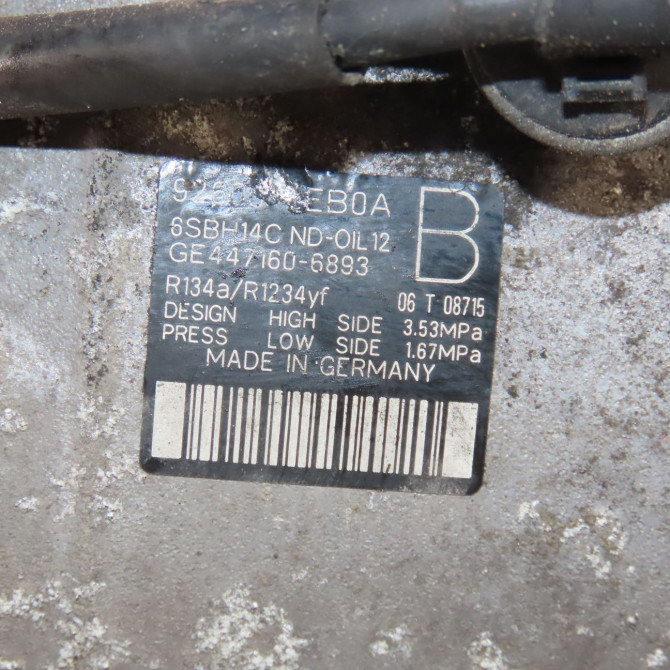 B
6SBH14C ND-OIL12
GE447160-6893
R134a/R1234yf 06 T 08715
DESIGN HIGH SIDE 3.53MPa
PRESS LOW SIDE 1.67MPa
MADE IN GERMANY